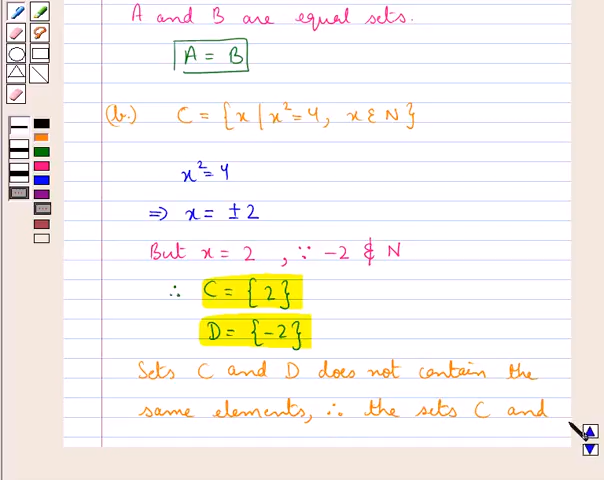 A and B are equal sets.
A = B
(b.) C = {x | x²=4, x ∈ N}
x²=4
⇒ x = ±2
But x = 2 , ∵ -2 ∉ N
∴ C = {2}
D = {-2}
Sets C and D does not contain the
same elements, ∴ the sets C and